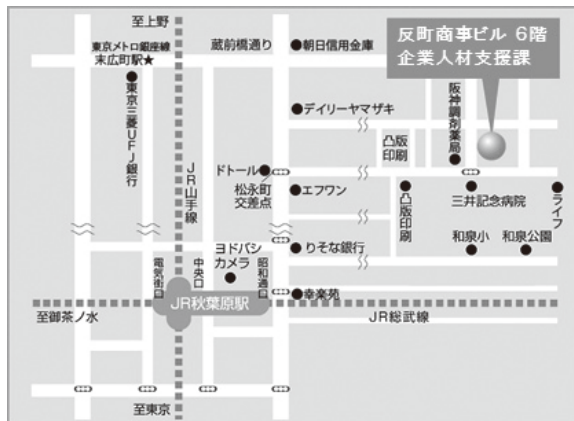 至上野
東京メトロ銀座線
末広町駅★
蔵前橋通り
朝日信用金庫
反町商事ビル 6階
企業人材支援課
東京三菱UFJ銀行
JR山手線
デイリーヤマザキ
凸版
印刷
阪神調剤薬局
ドトール
松永町
交差点
エフワン
凸版印刷
三井記念病院
ライフ
ヨドバシ
カメラ
りそな銀行
和泉小
和泉公園
電気街口
中央口
昭和通口
JR秋葉原駅
幸楽苑
至御茶ノ水
JR総武線
至東京